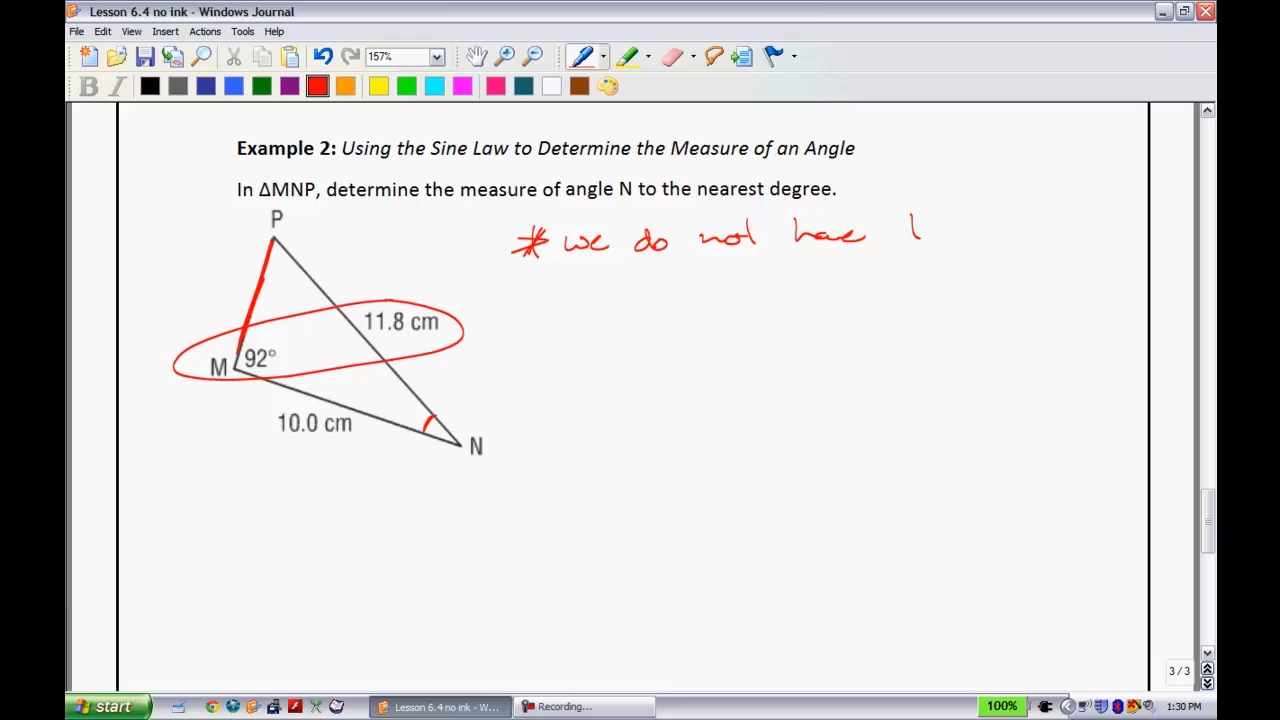 Lesson 6.4 no ink - Windows Journal
File Edit View Insert Actions Tools Help
157%
B I
Example 2: Using the Sine Law to Determine the Measure of an Angle
In ΔMNP, determine the measure of angle N to the nearest degree.
P
* we do not have
11.8 cm
M 92°
10.0 cm
N
3/3
start
Lesson 6.4 no ink - W...
Recording...
100%
1:30 PM